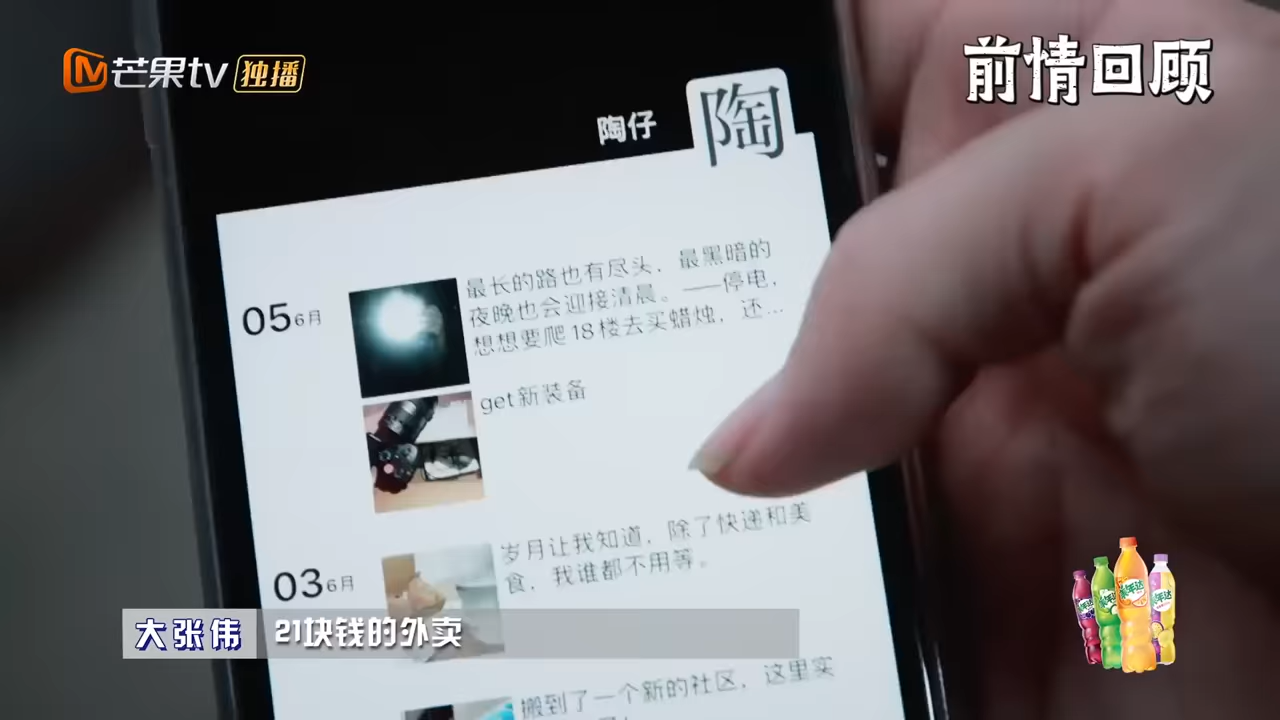 芒果tv 独播
前情回顾
陶仔
陶
05 6月
最长的路也有尽头，最黑暗的
夜晚也会迎接清晨。——停电，
想想要爬18楼去买蜡烛，还...
get新装备
03 6月
岁月让我知道，除了快递和美
食，我谁都不用等。
大张伟
21块钱的外卖
搬到了一个新的社区，这里实
美年达